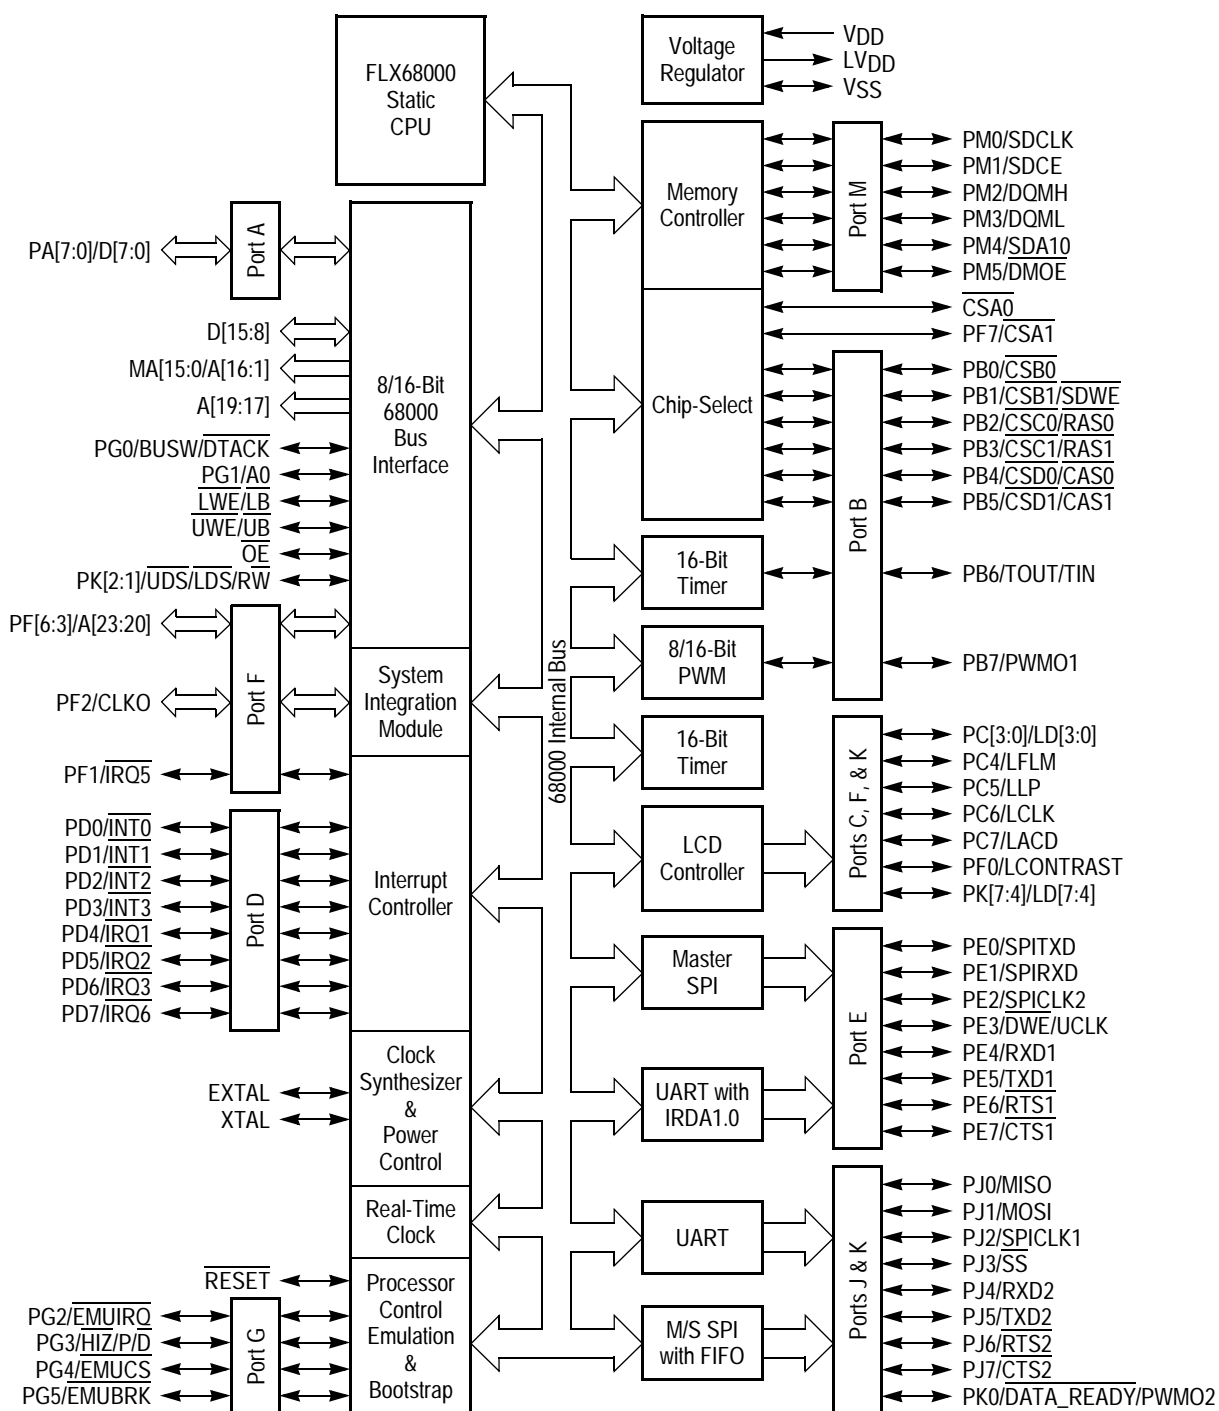 FLX68000
Static
CPU
Voltage
Regulator
VDD
LVDD
VSS
Memory
Controller
Port M
PM0/SDCLK
PM1/SDCE
PM2/DQMH
PM3/DQML
PM4/SDA10
PM5/DMOE
Chip-Select
CSA0
PF7/CSA1
Port B
PB0/CSB0
PB1/CSB1/SDWE
PB2/CSC0/RAS0
PB3/CSC1/RAS1
PB4/CSD0/CAS0
PB5/CSD1/CAS1
16-Bit
Timer
PB6/TOUT/TIN
8/16-Bit
PWM
PB7/PWMO1
16-Bit
Timer
LCD
Controller
Ports C, F, & K
PC[3:0]/LD[3:0]
PC4/LFLM
PC5/LLP
PC6/LCLK
PC7/LACD
PF0/LCONTRAST
PK[7:4]/LD[7:4]
Master
SPI
UART with
IRDA1.0
Port E
PE0/SPITXD
PE1/SPIRXD
PE2/SPICLK2
PE3/DWE/UCLK
PE4/RXD1
PE5/TXD1
PE6/RTS1
PE7/CTS1
UART
M/S SPI
with FIFO
Ports J & K
PJ0/MISO
PJ1/MOSI
PJ2/SPICLK1
PJ3/SS
PJ4/RXD2
PJ5/TXD2
PJ6/RTS2
PJ7/CTS2
PK0/DATA_READY/PWMO2
68000 Internal Bus
PA[7:0]/D[7:0]
Port A
D[15:8]
MA[15:0/A[16:1]
A[19:17]
PG0/BUSW/DTACK
PG1/A0
LWE/LB
UWE/UB
OE
PK[2:1]/UDS/LDS/RW
8/16-Bit
68000
Bus
Interface
PF[6:3]/A[23:20]
PF2/CLKO
PF1/IRQ5
Port F
System
Integration
Module
PD0/INT0
PD1/INT1
PD2/INT2
PD3/INT3
PD4/IRQ1
PD5/IRQ2
PD6/IRQ3
PD7/IRQ6
Port D
Interrupt
Controller
EXTAL
XTAL
Clock
Synthesizer
&
Power
Control
Real-Time
Clock
RESET
PG2/EMUIRQ
PG3/HIZ/P/D
PG4/EMUCS
PG5/EMUBRK
Port G
Processor
Control
Emulation
&
Bootstrap